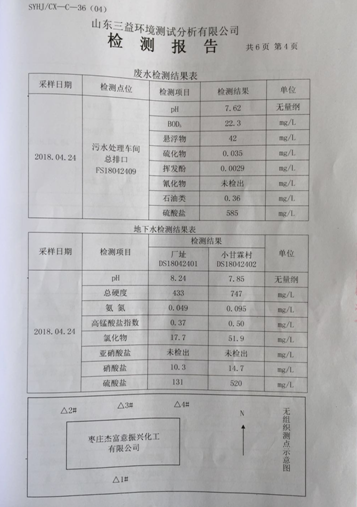 SYHJ/CX—C—36（04）
山东三益环境测试分析有限公司
检 测 报 告 共6页 第4页
废水检测结果表
采样日期 检测点位 检测项目 检测结果 单位
2018.04.24 污水处理车间总排口 FS18042409 pH 7.62 无量纲
BOD₅ 22.3 mg/L
悬浮物 42 mg/L
硫化物 0.035 mg/L
挥发酚 0.0029 mg/L
氰化物 未检出 mg/L
石油类 0.36 mg/L
硫酸盐 585 mg/L
地下水检测结果表
采样日期 检测项目 检测结果 单位
厂址 DS18042401 小甘霖村 DS18042402
2018.04.24 pH 8.24 7.85 无量纲
总硬度 433 747 mg/L
氨 氮 0.049 0.095 mg/L
高锰酸盐指数 0.37 0.50 mg/L
氯化物 17.7 51.9 mg/L
亚硝酸盐 未检出 未检出 mg/L
硝酸盐 10.3 14.7 mg/L
硫酸盐 131 520 mg/L
△2# △3# △4#
N
枣庄杰富意振兴化工
有限公司
△1#
无组织测点示意图